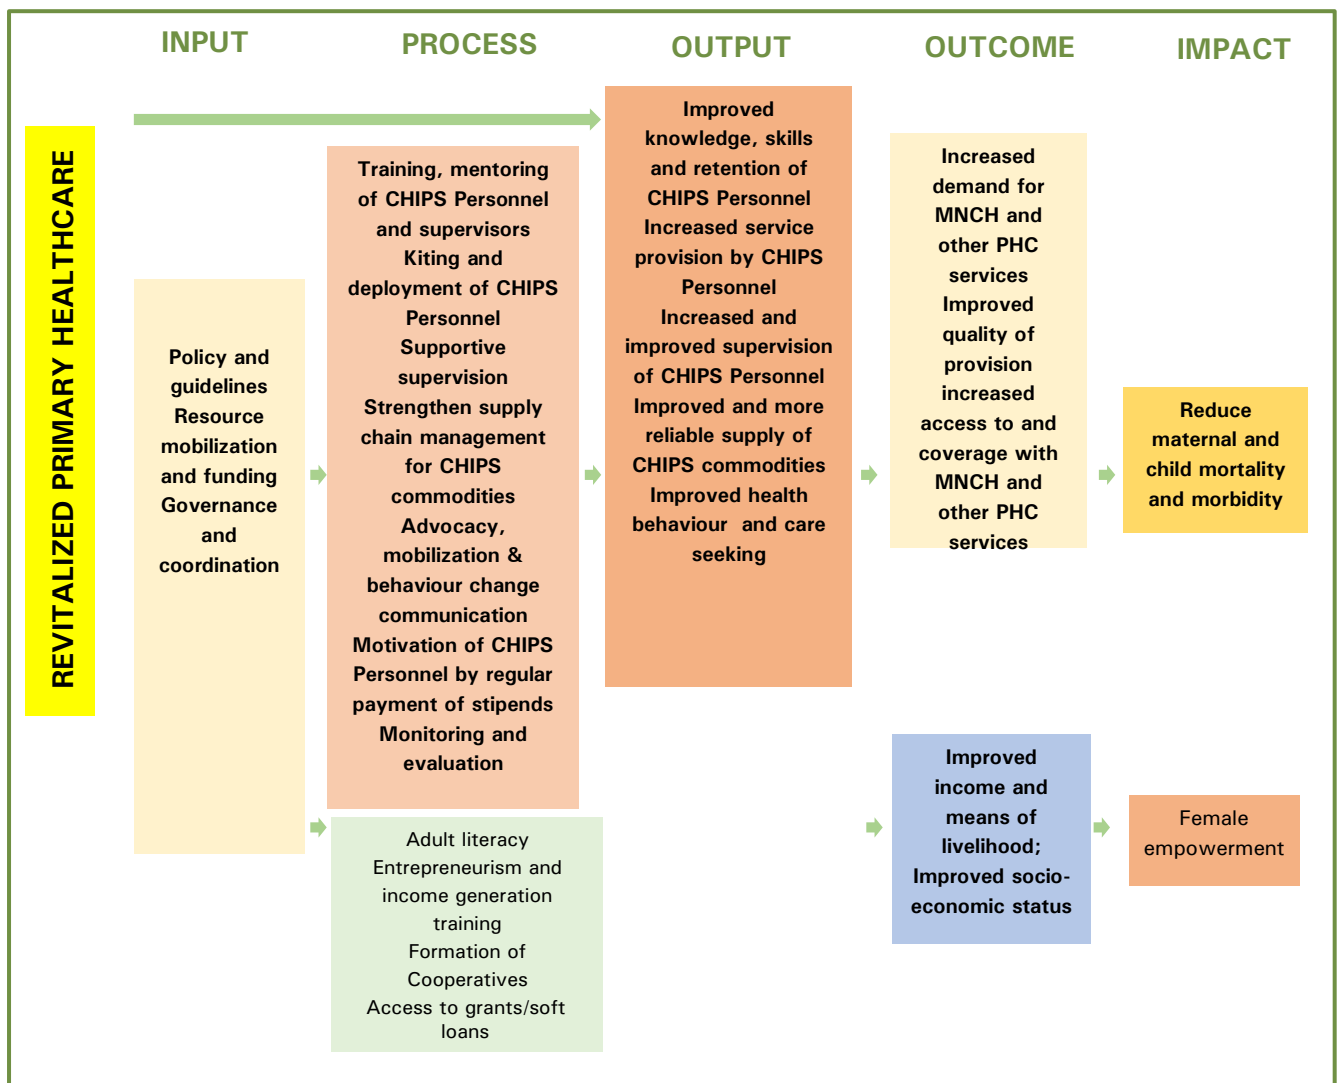 INPUT
PROCESS
OUTPUT
OUTCOME
IMPACT
REVITALIZED PRIMARY HEALTHCARE
Policy and
guidelines
Resource
mobilization
and funding
Governance
and
coordination
Training, mentoring
of CHIPS Personnel
and supervisors
Kiting and
deployment of CHIPS
Personnel
Supportive
supervision
Strengthen supply
chain management
for CHIPS
commodities
Advocacy,
mobilization &
behaviour change
communication
Motivation of CHIPS
Personnel by regular
payment of stipends
Monitoring and
evaluation
Adult literacy
Entrepreneurism and
income generation
training
Formation of
Cooperatives
Access to grants/soft
loans
Improved
knowledge, skills
and retention of
CHIPS Personnel
Increased service
provision by CHIPS
Personnel
Increased and
improved supervision
of CHIPS Personnel
Improved and more
reliable supply of
CHIPS commodities
Improved health
behaviour and care
seeking
Increased
demand for
MNCH and
other PHC
services
Improved
quality of
provision
increased
access to and
coverage with
MNCH and
other PHC
services
Improved
income and
means of
livelihood;
Improved socio-
economic status
Reduce
maternal and
child mortality
and morbidity
Female
empowerment